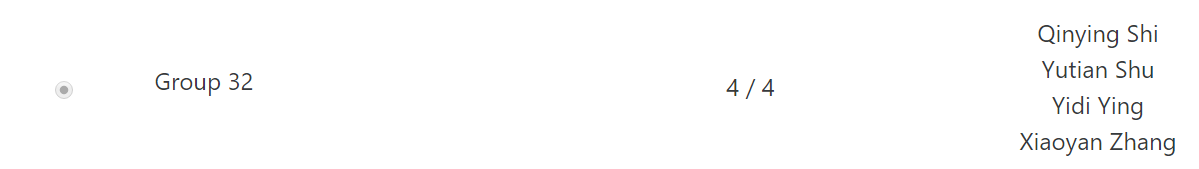 Group 32
4 / 4
Qinying Shi
Yutian Shu
Yidi Ying
Xiaoyan Zhang